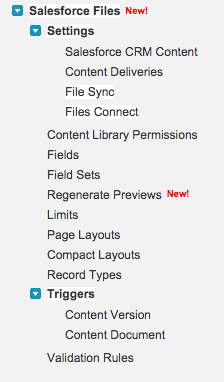 Salesforce Files New!
Settings
Salesforce CRM Content
Content Deliveries
File Sync
Files Connect
Content Library Permissions
Fields
Field Sets
Regenerate Previews New!
Limits
Page Layouts
Compact Layouts
Record Types
Triggers
Content Version
Content Document
Validation Rules